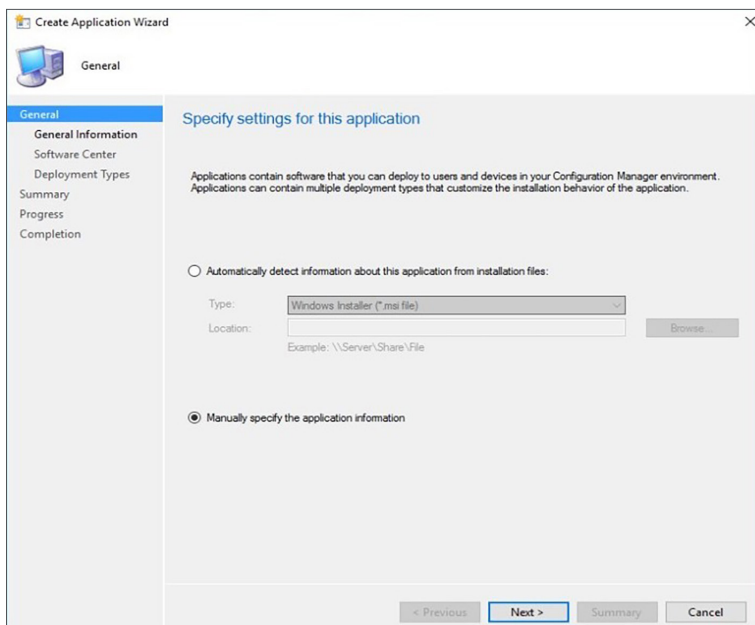 Create Application Wizard
General
General
General Information
Software Center
Deployment Types
Summary
Progress
Completion
Specify settings for this application
Applications contain software that you can deploy to users and devices in your Configuration Manager environment.
Applications can contain multiple deployment types that customize the installation behavior of the application.
Automatically detect information about this application from installation files:
Type: Windows Installer (*.msi file)
Location: Browse...
Example: \\Server\Share\File
Manually specify the application information
< Previous Next > Summary Cancel